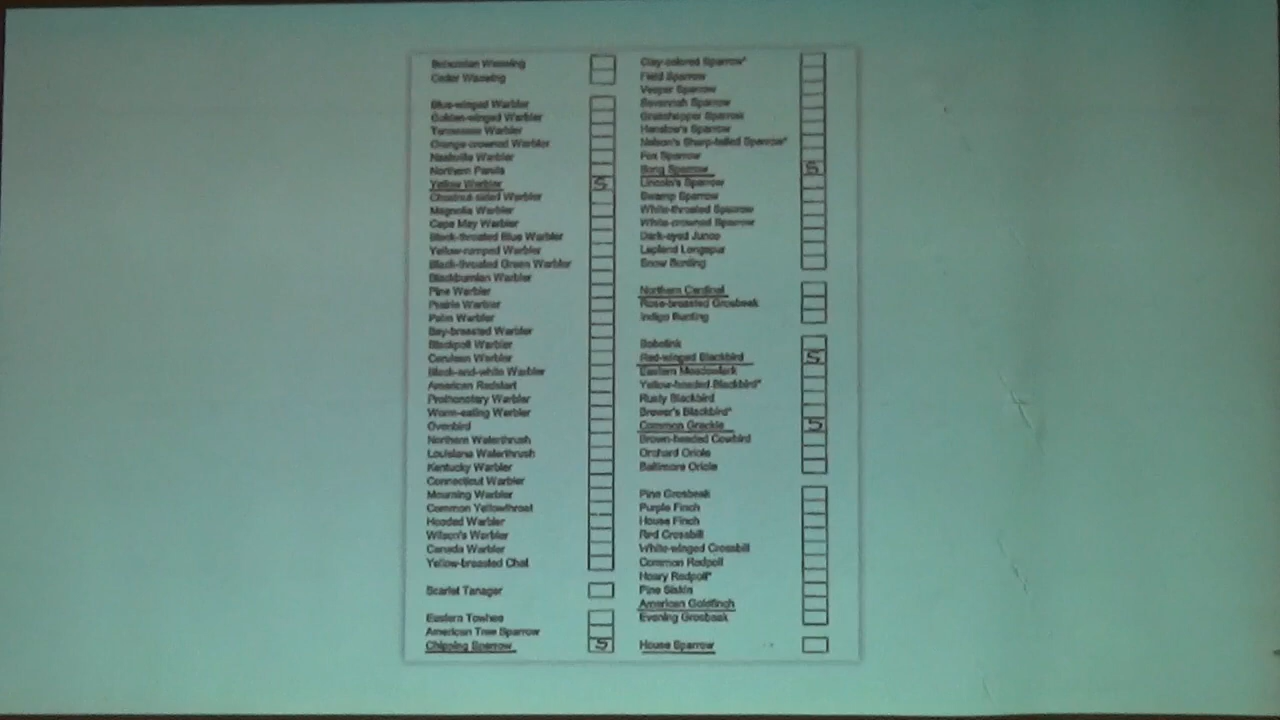 Bohemian Waxwing
Cedar Waxwing
Blue-winged Warbler
Golden-winged Warbler
Tennessee Warbler
Orange-crowned Warbler
Nashville Warbler
Northern Parula
Yellow Warbler S
Chestnut-sided Warbler
Magnolia Warbler
Cape May Warbler
Black-throated Blue Warbler
Yellow-rumped Warbler
Black-throated Green Warbler
Blackburnian Warbler
Pine Warbler
Prairie Warbler
Palm Warbler
Bay-breasted Warbler
Blackpoll Warbler
Cerulean Warbler
Black-and-white Warbler
American Redstart
Prothonotary Warbler
Worm-eating Warbler
Ovenbird
Northern Waterthrush
Louisiana Waterthrush
Kentucky Warbler
Connecticut Warbler
Mourning Warbler
Common Yellowthroat
Hooded Warbler
Wilson's Warbler
Canada Warbler
Yellow-breasted Chat
Scarlet Tanager
Eastern Towhee
American Tree Sparrow
Chipping Sparrow S
Clay-colored Sparrow*
Field Sparrow
Vesper Sparrow
Savannah Sparrow
Grasshopper Sparrow
Henslow's Sparrow
Nelson's Sharp-tailed Sparrow*
Fox Sparrow
Song Sparrow S
Lincoln's Sparrow
Swamp Sparrow
White-throated Sparrow
White-crowned Sparrow
Dark-eyed Junco
Lapland Longspur
Snow Bunting
Northern Cardinal
Rose-breasted Grosbeak
Indigo Bunting
Bobolink
Red-winged Blackbird S
Eastern Meadowlark
Yellow-headed Blackbird*
Rusty Blackbird
Brewer's Blackbird*
Common Grackle S
Brown-headed Cowbird
Orchard Oriole
Baltimore Oriole
Pine Grosbeak
Purple Finch
House Finch
Red Crossbill
White-winged Crossbill
Common Redpoll
Hoary Redpoll*
Pine Siskin
American Goldfinch
Evening Grosbeak
House Sparrow